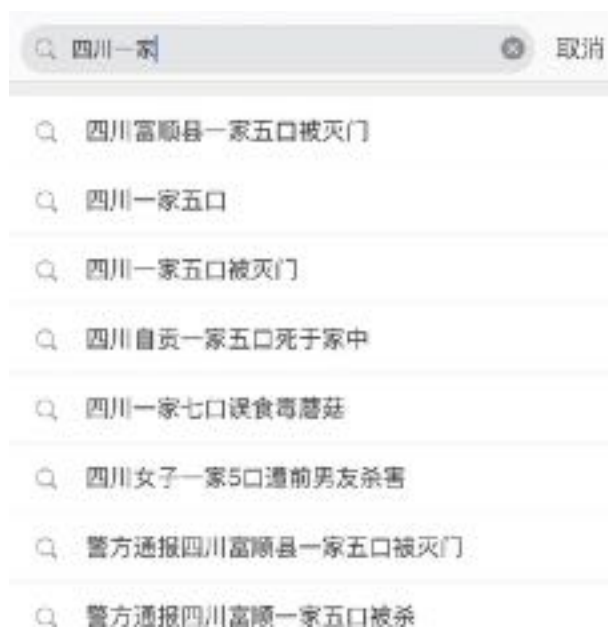 四川一家
取消
四川富顺县一家五口被灭门
四川一家五口
四川一家五口被灭门
四川自贡一家五口死于家中
四川一家七口误食毒蘑菇
四川女子一家5口遭前男友杀害
警方通报四川富顺县一家五口被灭门
警方通报四川富顺一家五口被杀